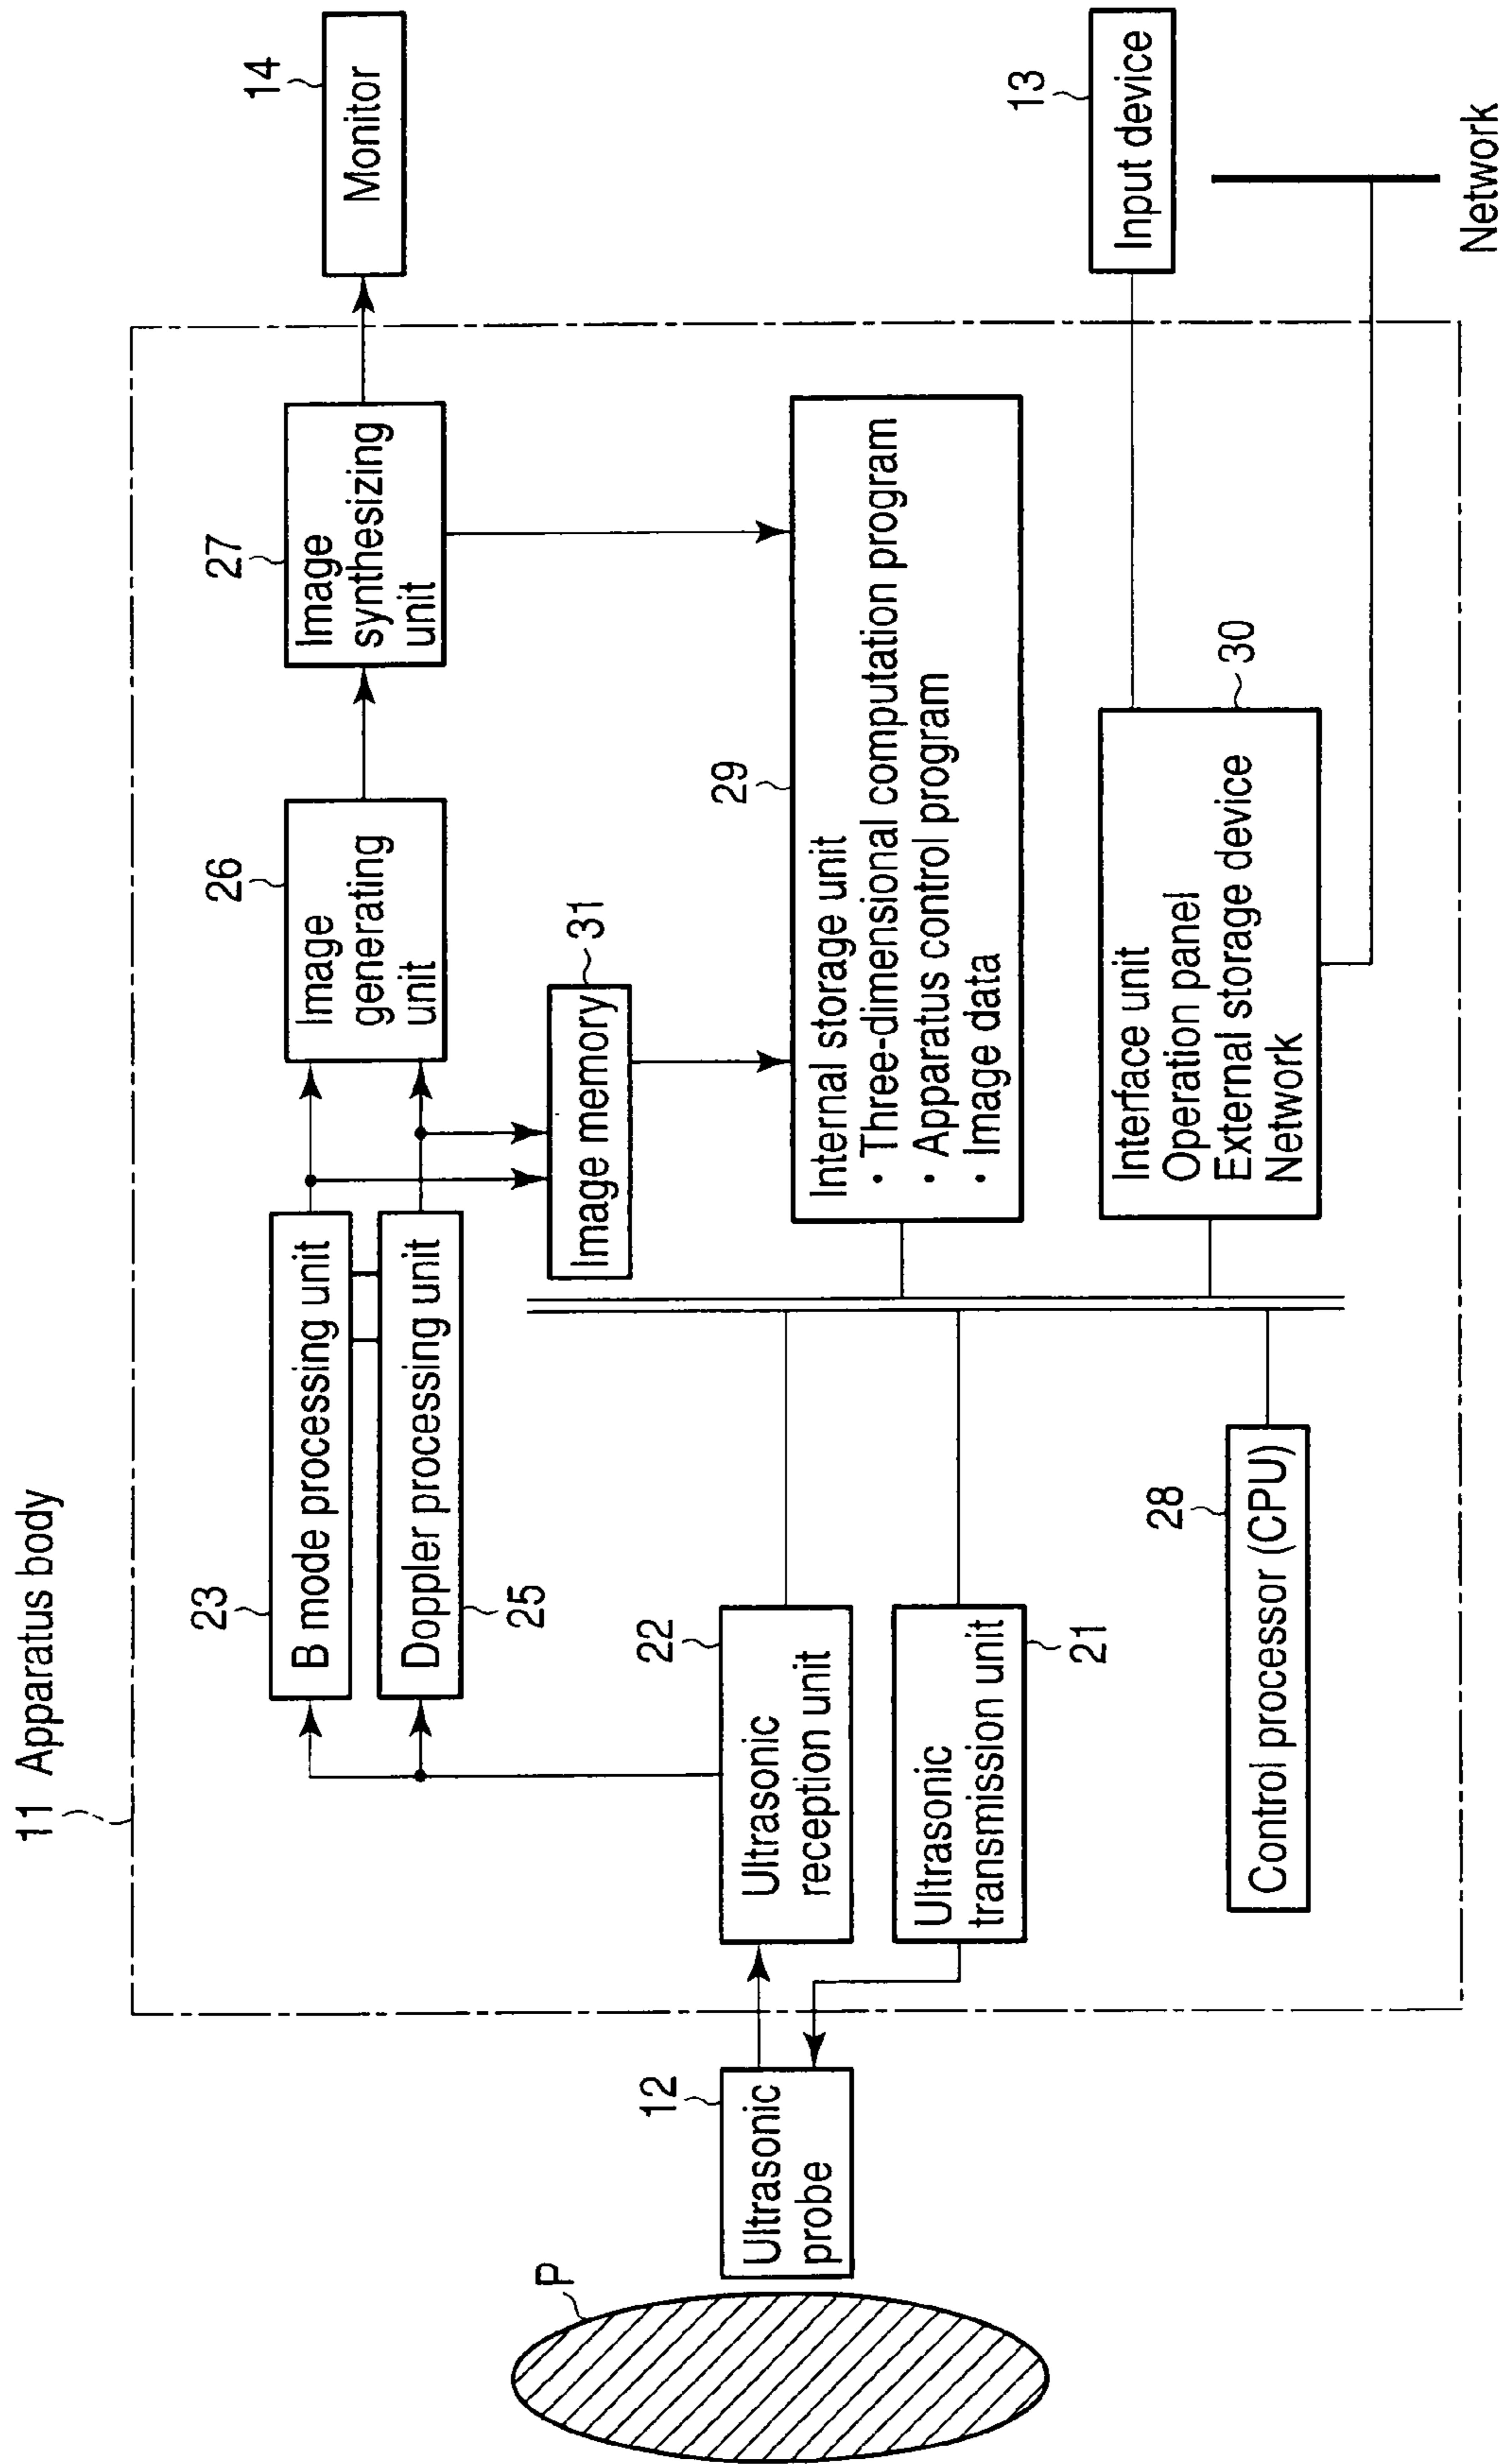 11 Apparatus body
P
12
Ultrasonic
probe
23
B mode processing unit
Doppler processing unit
25
26
Image
generating
unit
27
Image
synthesizing
unit
14
Monitor
31
Image memory
22
Ultrasonic
reception unit
Ultrasonic
transmission unit
21
29
Internal storage unit
· Three-dimensional computation program
· Apparatus control program
· Image data
28
Control processor (CPU)
30
Interface unit
Operation panel
External storage device
Network
13
Input device
Network